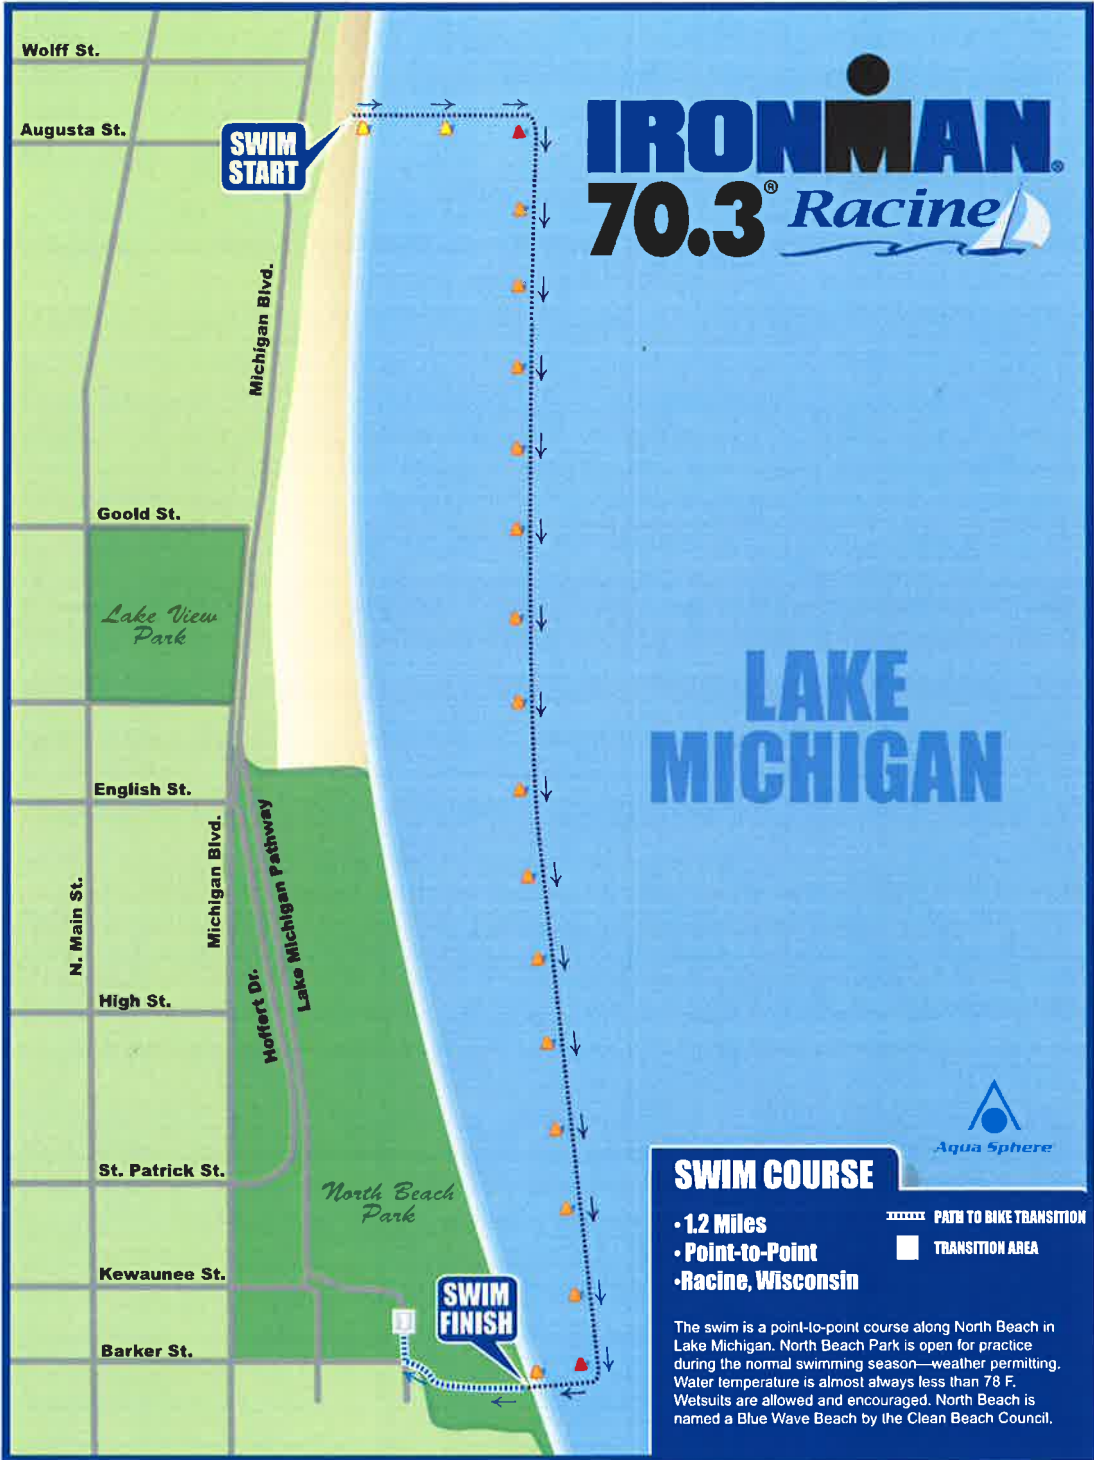 Wolff St.
Augusta St.
SWIM
START
IRONMAN®
70.3® Racine
Michigan Blvd.
Goold St.
Lake View
Park
LAKE
MICHIGAN
English St.
Michigan Blvd.
Lake Michigan Pathway
N. Main St.
Hoffert Dr.
High St.
Aqua Sphere
St. Patrick St.
North Beach
Park
Kewaunee St.
SWIM
FINISH
Barker St.
SWIM COURSE
• 1.2 Miles
• Point-to-Point
•Racine, Wisconsin
PATH TO BIKE TRANSITION
TRANSITION AREA
The swim is a point-to-point course along North Beach in
Lake Michigan. North Beach Park is open for practice
during the normal swimming season—weather permitting.
Water temperature is almost always less than 78 F.
Wetsuits are allowed and encouraged. North Beach is
named a Blue Wave Beach by the Clean Beach Council.